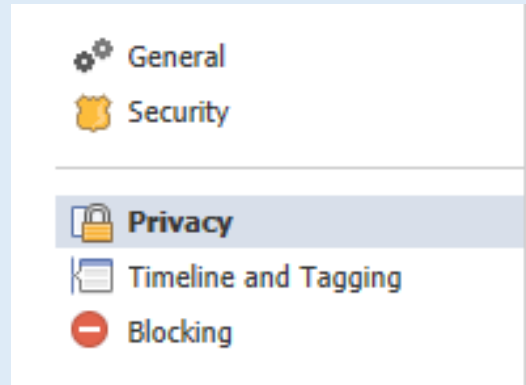 General
Security
Privacy
Timeline and Tagging
Blocking